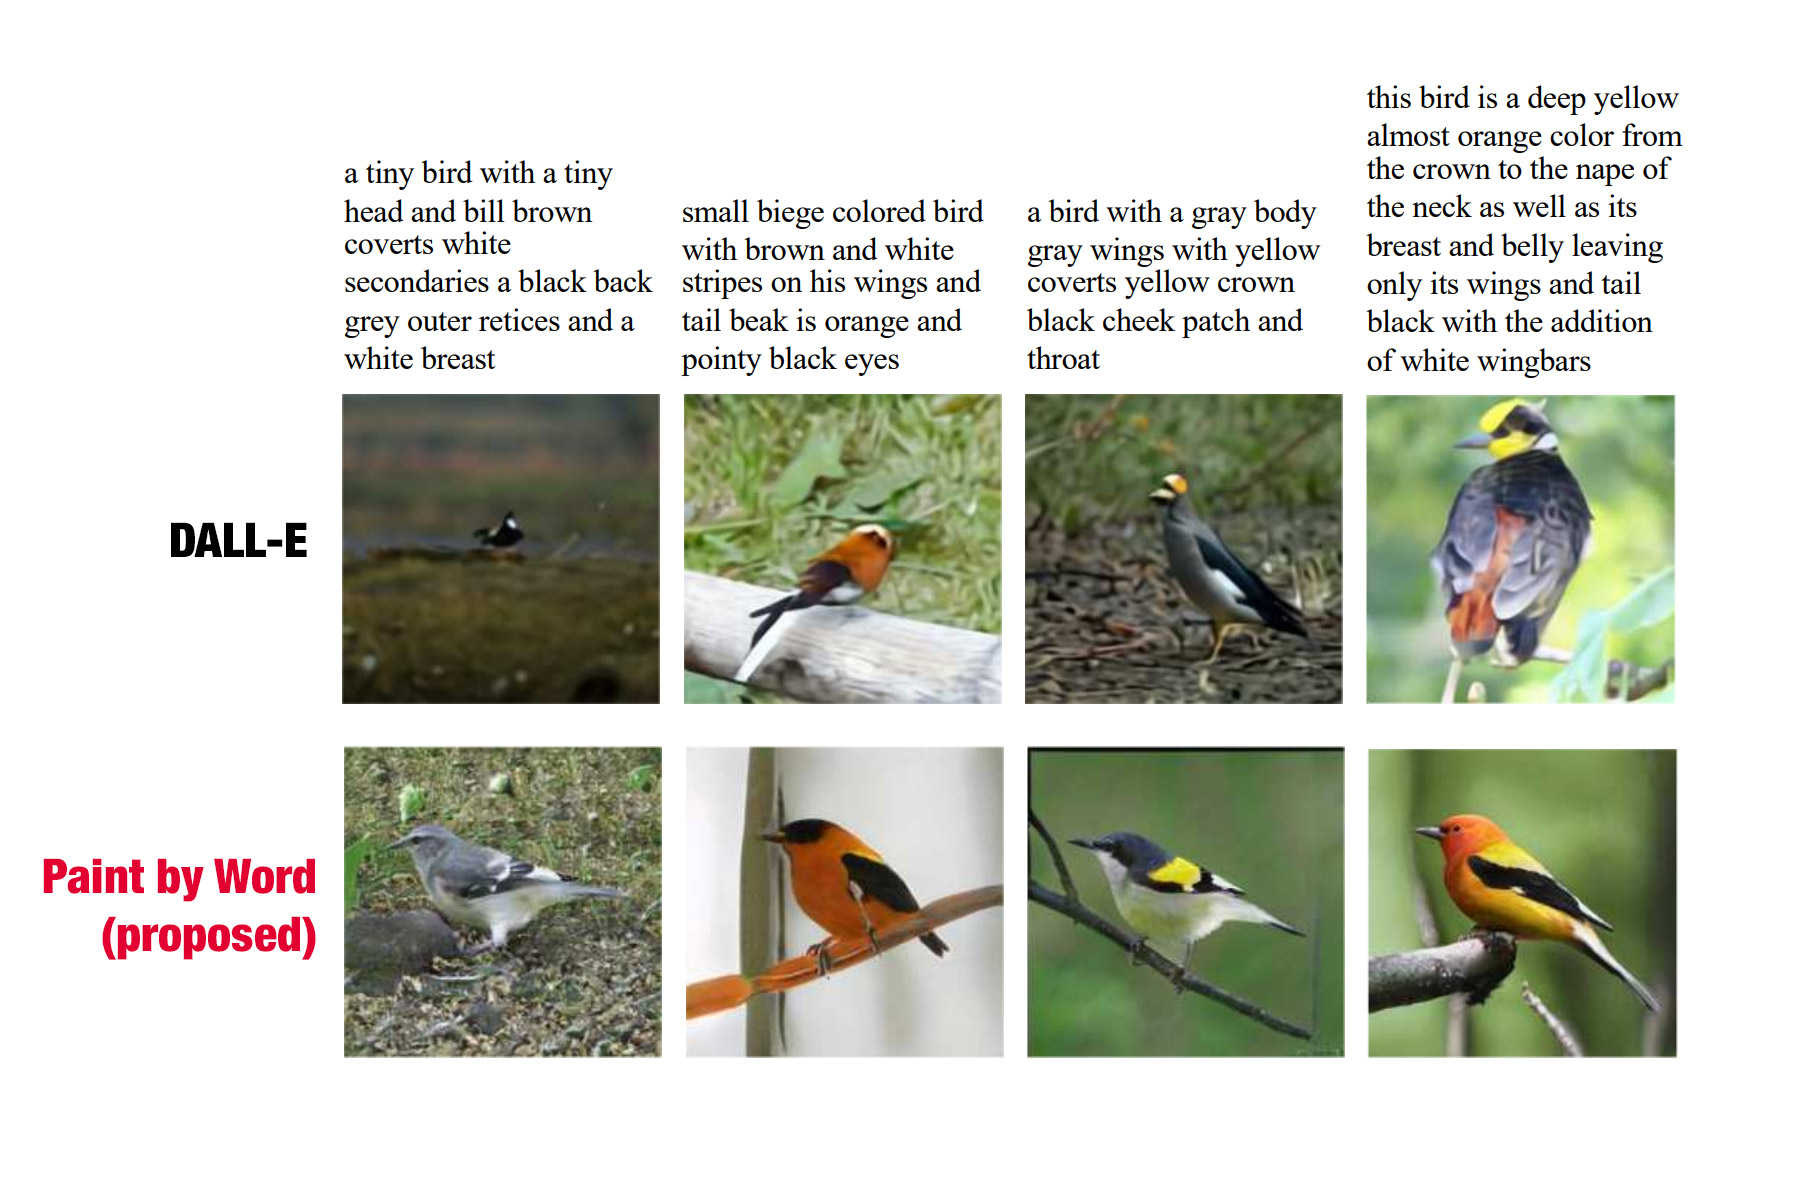 a tiny bird with a tiny
head and bill brown
coverts white
secondaries a black back
grey outer retices and a
white breast
small biege colored bird
with brown and white
stripes on his wings and
tail beak is orange and
pointy black eyes
a bird with a gray body
gray wings with yellow
coverts yellow crown
black cheek patch and
throat
this bird is a deep yellow
almost orange color from
the crown to the nape of
the neck as well as its
breast and belly leaving
only its wings and tail
black with the addition
of white wingbars
DALL-E
Paint by Word
(proposed)